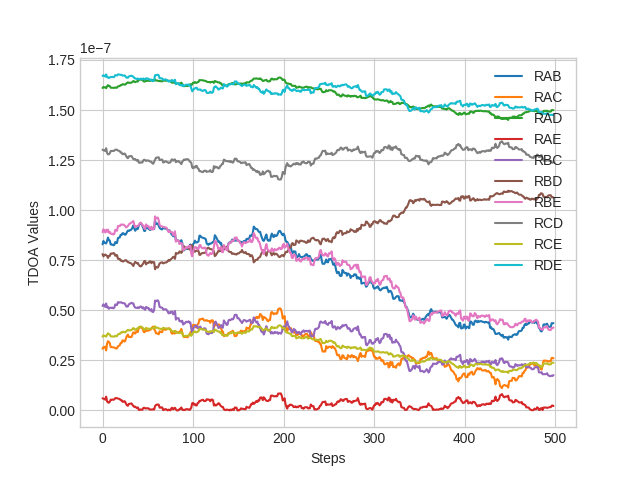 1e−7
1.75
1.50
1.25
1.00
0.75
0.50
0.25
0.00
TDOA Values
0
100
200
300
400
500
Steps
RAB
RAC
RAD
RAE
RBC
RBD
RBE
RCD
RCE
RDE